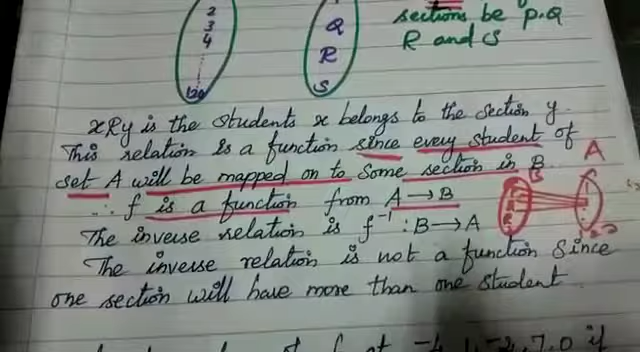 2
3
4
120
Q
R
S
sections be p.Q
R and S
xRy is the students x belongs to the section y.
This relation is a function since every student of
set A will be mapped on to some section is B
∴ f is a function from A → B
The inverse relation is f⁻¹ : B → A
The inverse relation is not a function since
one section will have more than one student
B
A